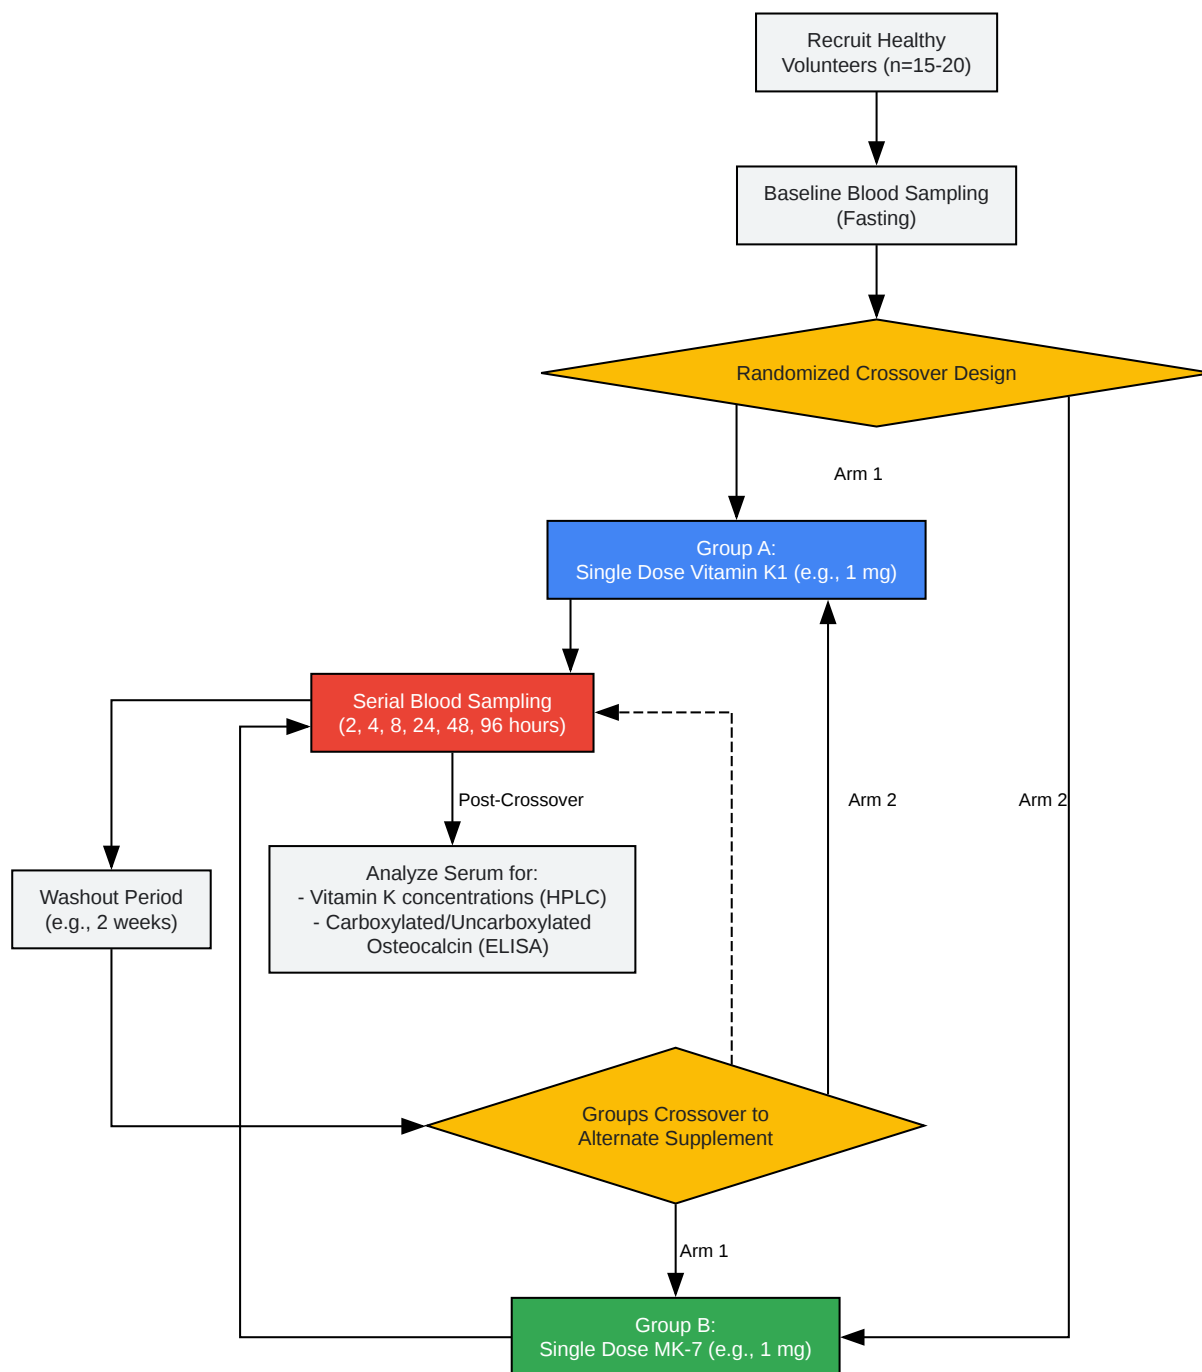 Recruit Healthy
Volunteers (n=15-20)
Baseline Blood Sampling
(Fasting)
Randomized Crossover Design
Arm 1
Group A:
Single Dose Vitamin K1 (e.g., 1 mg)
Serial Blood Sampling
(2, 4, 8, 24, 48, 96 hours)
Post-Crossover
Arm 2
Arm 2
Analyze Serum for:
- Vitamin K concentrations (HPLC)
- Carboxylated/Uncarboxylated
Osteocalcin (ELISA)
Washout Period
(e.g., 2 weeks)
Groups Crossover to
Alternate Supplement
Arm 1
Group B:
Single Dose MK-7 (e.g., 1 mg)